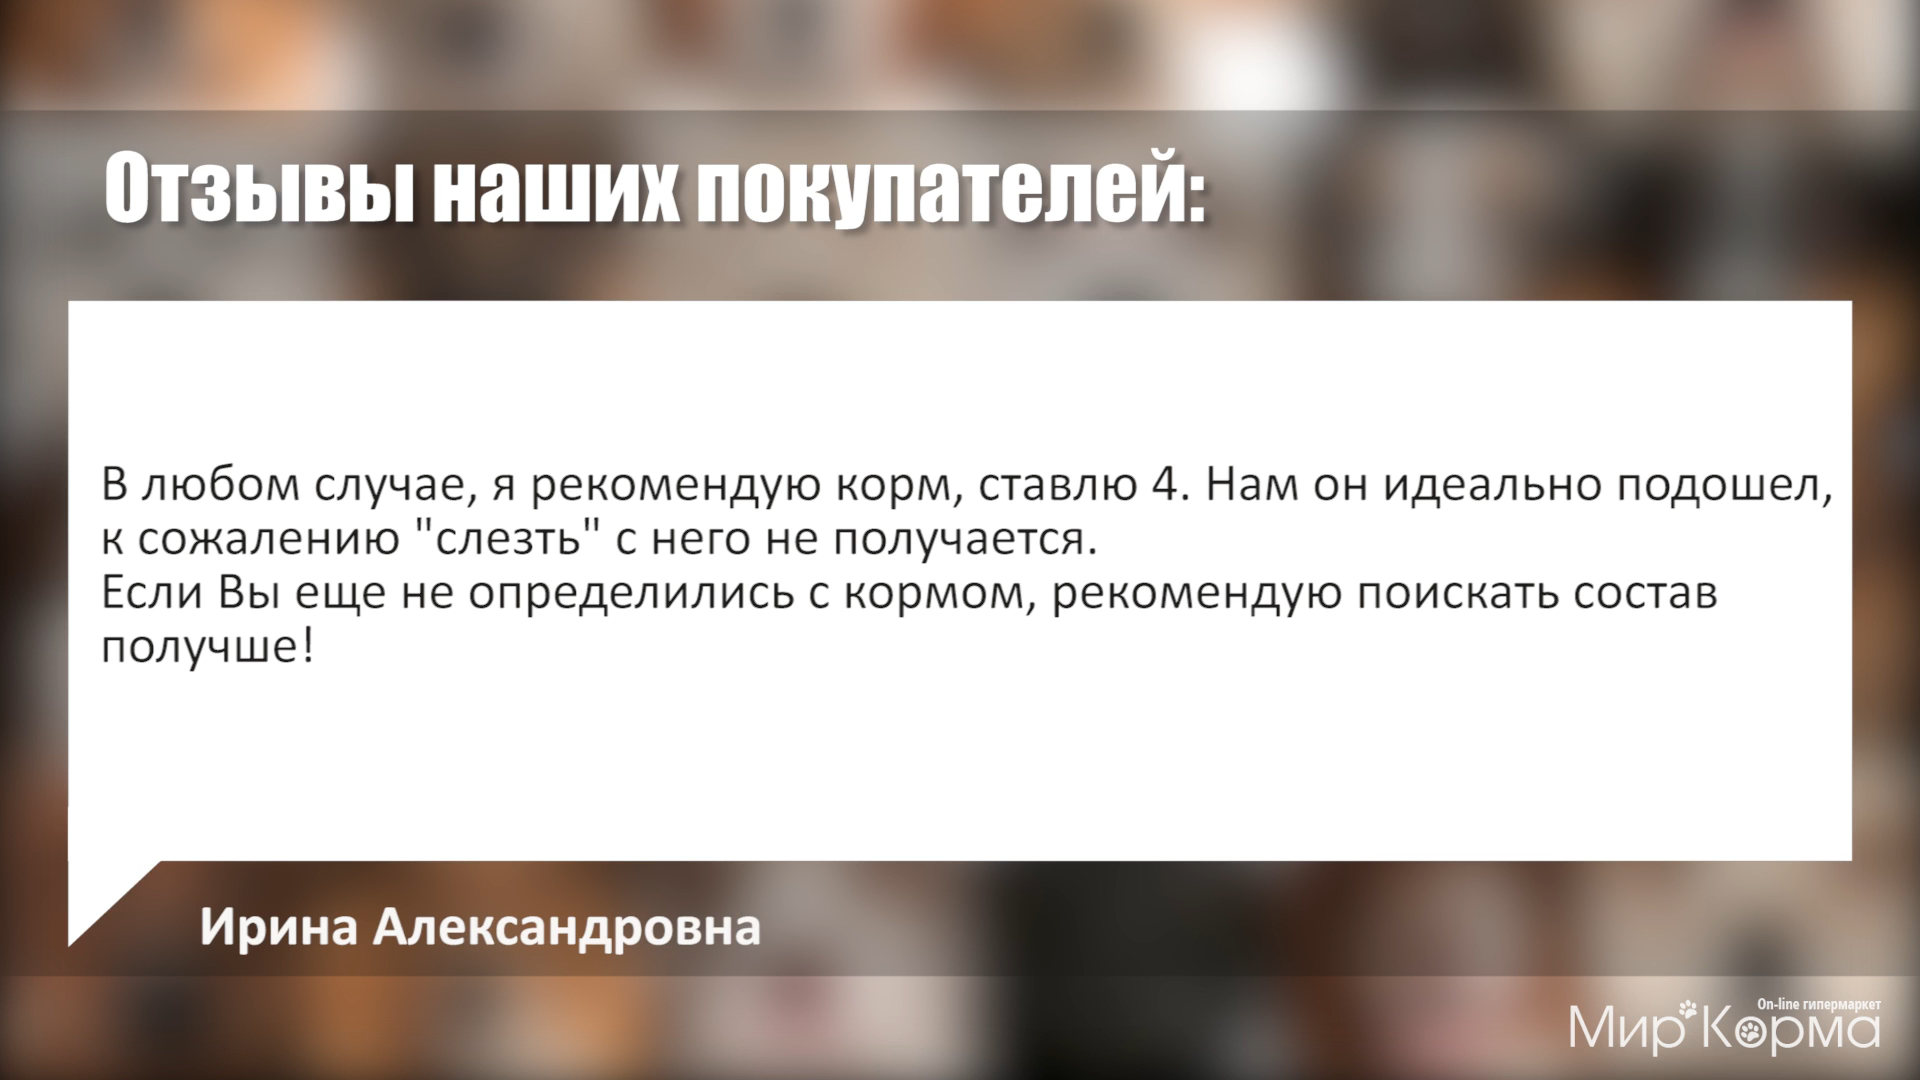 Отзывы наших покупателей:
В любом случае, я рекомендую корм, ставлю 4. Нам он идеально подошел,
к сожалению "слезть" с него не получается.
Если Вы еще не определились с кормом, рекомендую поискать состав
получше!
Ирина Александровна
On-line гипермаркет
Мир Корма